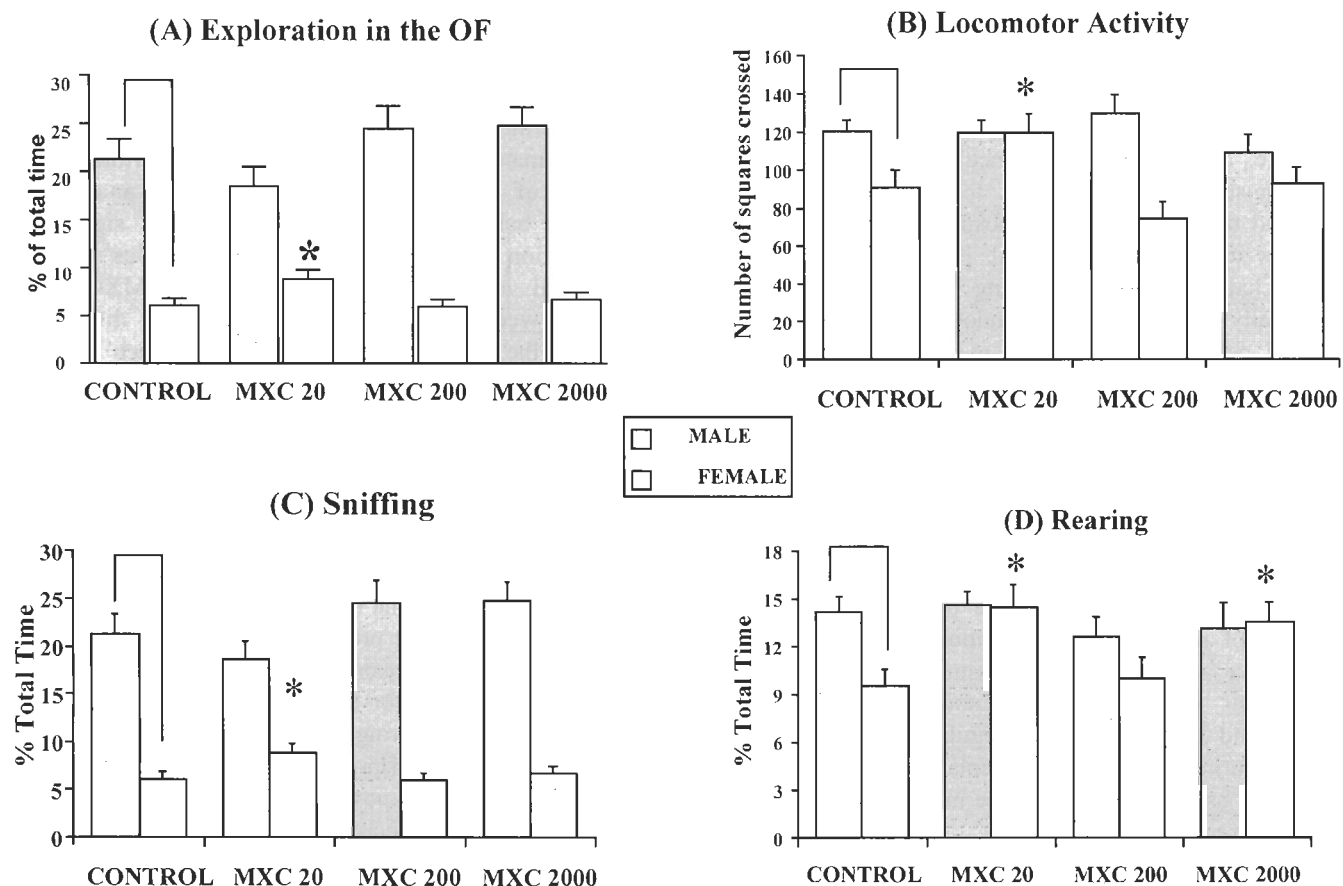 (A) Exploration in the OF
% of total time
30
25
20
15
10
5
0
*
CONTROL MXC 20 MXC 200 MXC 2000
(B) Locomotor Activity
Number of squares crossed
160
140
120
100
80
60
40
20
0
*
CONTROL MXC 20 MXC 200 MXC 2000
MALE
FEMALE
(C) Sniffing
% Total Time
30
25
20
15
10
5
0
*
CONTROL MXC 20 MXC 200 MXC 2000
(D) Rearing
% Total Time
18
15
12
9
6
3
0
* *
CONTROL MXC 20 MXC 200 MXC 2000